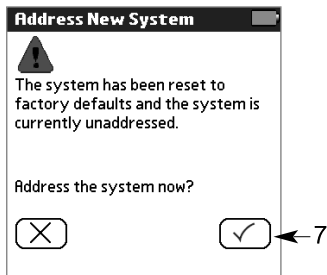 Address New System
The system has been reset to
factory defaults and the system is
currently unaddressed.
Address the system now?
7